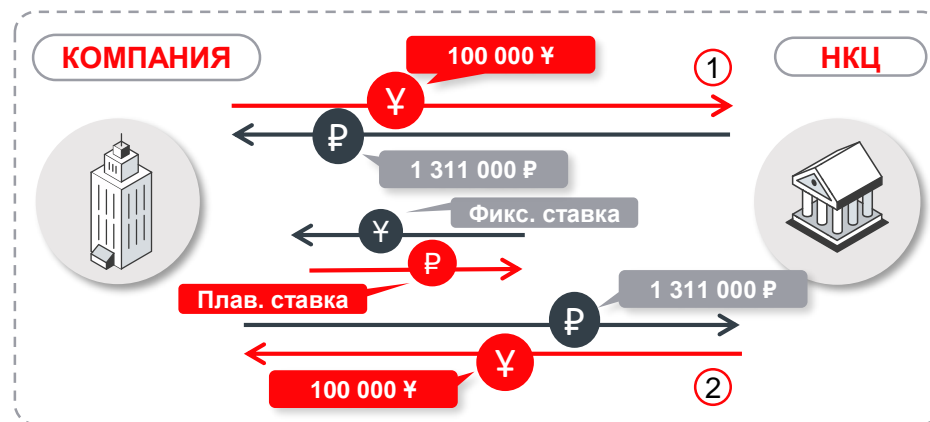 КОМПАНИЯ
НКЦ
100 000 ¥
1
¥
₽
1 311 000 ₽
Фикс. ставка
¥
₽
Плав. ставка
1 311 000 ₽
₽
¥
100 000 ¥
2